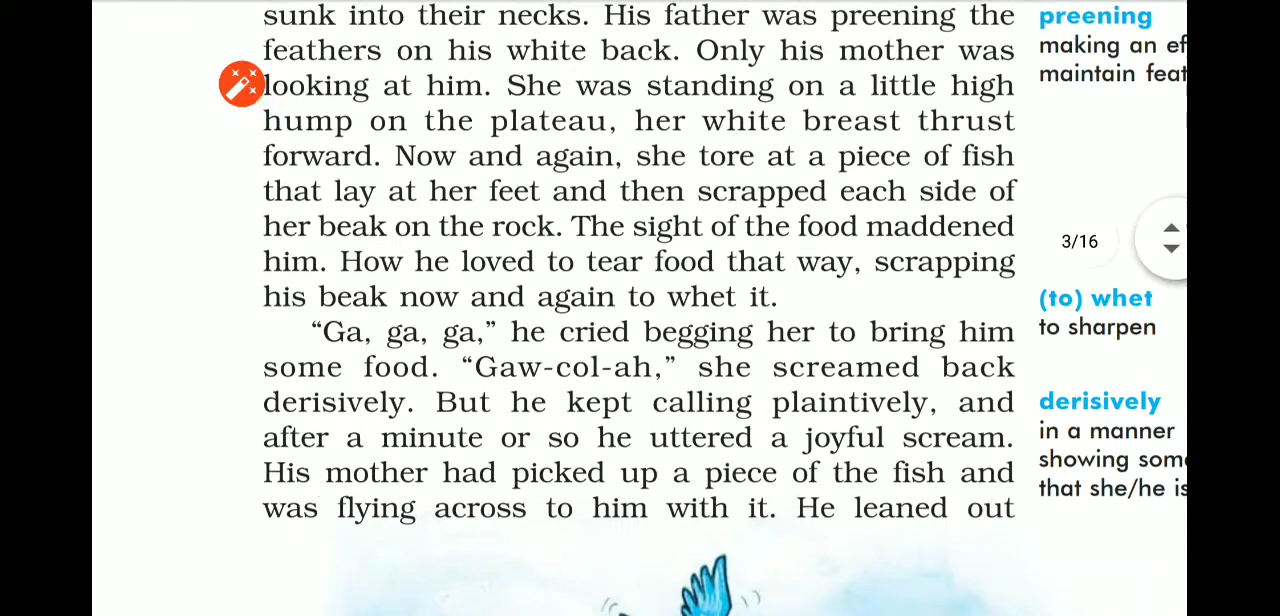 sunk into their necks. His father was preening the
feathers on his white back. Only his mother was
looking at him. She was standing on a little high
hump on the plateau, her white breast thrust
forward. Now and again, she tore at a piece of fish
that lay at her feet and then scrapped each side of
her beak on the rock. The sight of the food maddened
him. How he loved to tear food that way, scrapping
his beak now and again to whet it.
“Ga, ga, ga,” he cried begging her to bring him
some food. “Gaw-col-ah,” she screamed back
derisively. But he kept calling plaintively, and
after a minute or so he uttered a joyful scream.
His mother had picked up a piece of the fish and
was flying across to him with it. He leaned out
preening
making an ef
maintain feat
3/16
(to) whet
to sharpen
derisively
in a manner
showing som
that she/he is